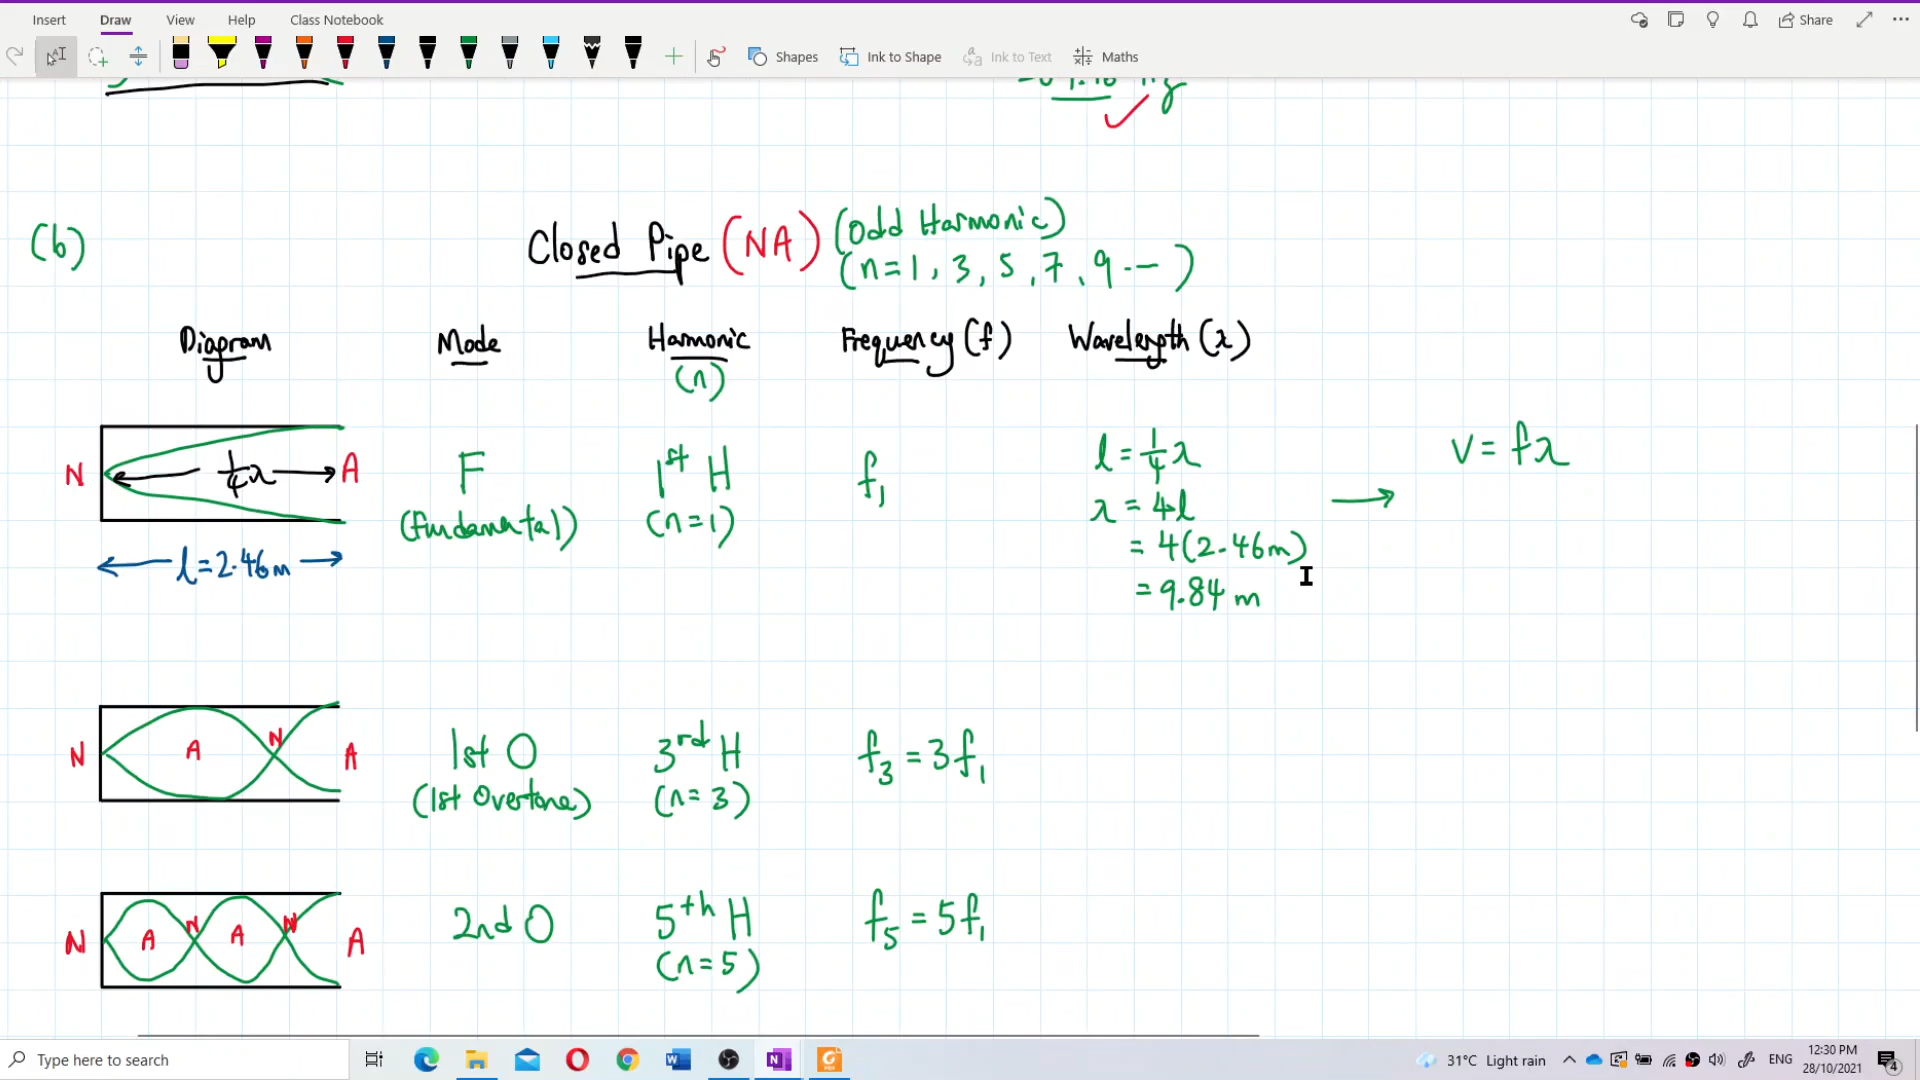 Insert Draw View Help Class Notebook
Share
Shapes Ink to Shape Ink to Text Maths
(b)
Closed Pipe (NA) (Odd Harmonic)
(n=1, 3, 5, 7, 9 ...)
Diagram Mode Harmonic Frequency (f) Wavelength (λ)
(n)
N ¼λ A F 1st H f₁ l = ¼λ V = fλ
(Fundamental) (n=1) λ = 4l →
l=2.46m = 4(2.46m)
= 9.84 m
N A N A 1st O 3rd H f₃ = 3f₁
(1st Overtone) (n=3)
N A N A N A 2nd O 5th H f₅ = 5f₁
(n=5)
Type here to search
31°C Light rain ENG 12:30 PM
28/10/2021
4